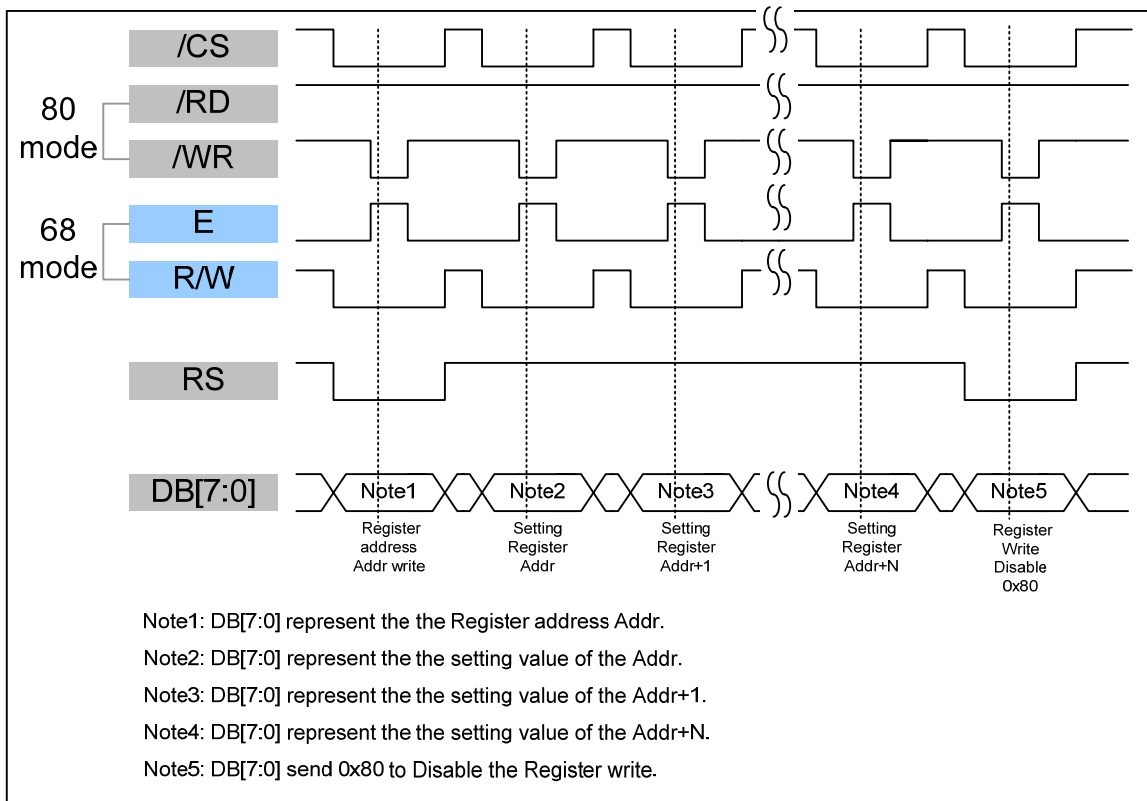 /CS
80
mode
/RD
/WR
68
mode
E
R/W
RS
DB[7:0]
Note1
Note2
Note3
Note4
Note5
Register
address
Addr write
Setting
Register
Addr
Setting
Register
Addr+1
Setting
Register
Addr+N
Register
Write
Disable
0x80
Note1: DB[7:0] represent the the Register address Addr.
Note2: DB[7:0] represent the the setting value of the Addr.
Note3: DB[7:0] represent the the setting value of the Addr+1.
Note4: DB[7:0] represent the the setting value of the Addr+N.
Note5: DB[7:0] send 0x80 to Disable the Register write.